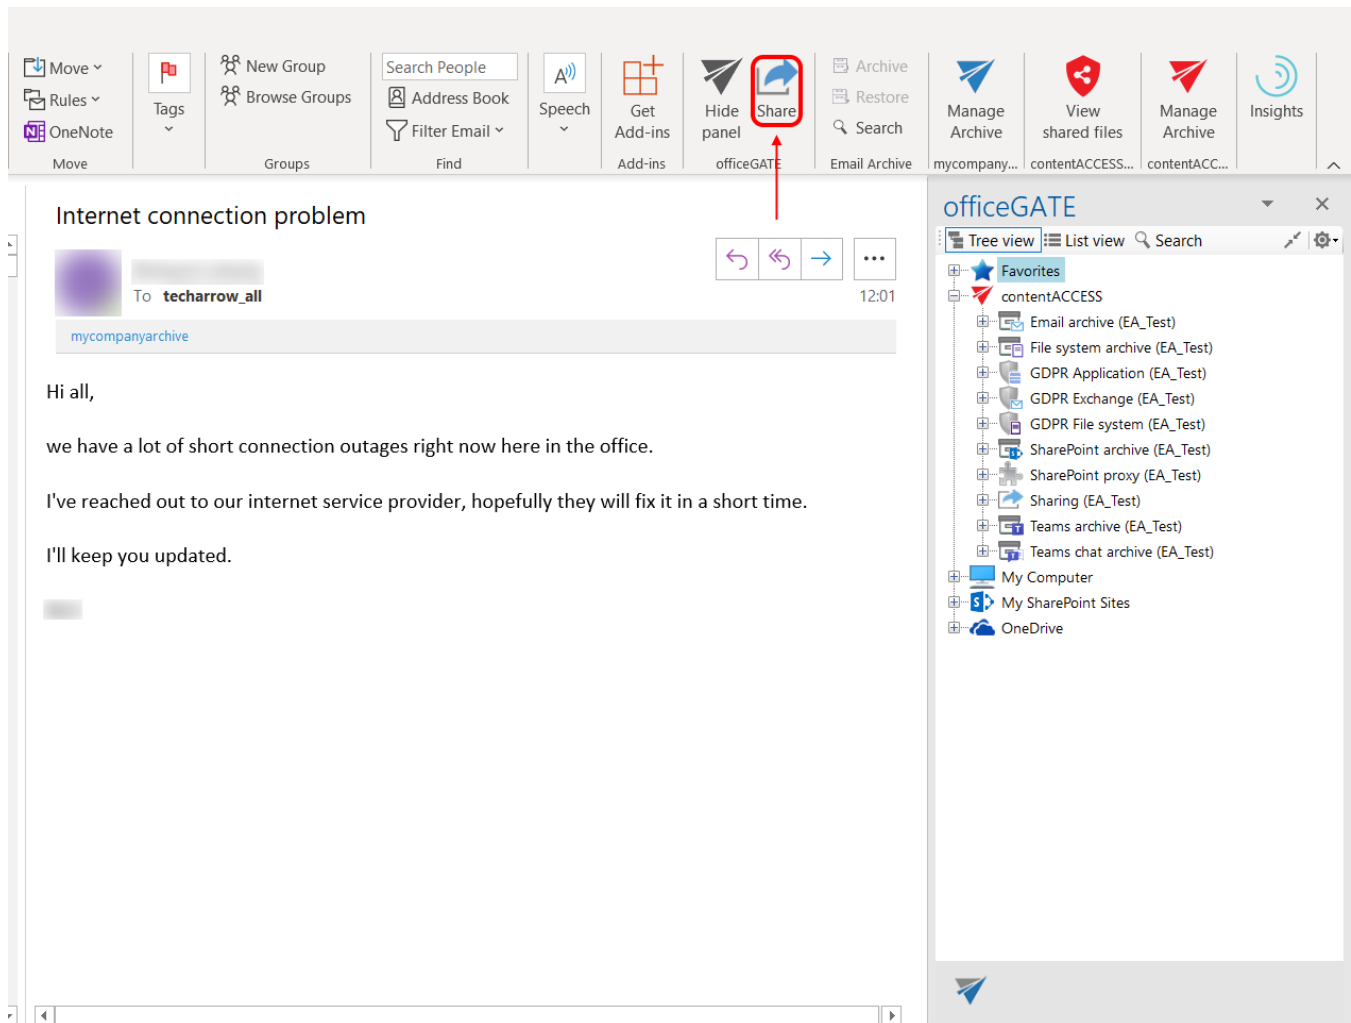 Move
Rules
OneNote
Move
Tags
New Group
Browse Groups
Groups
Search People
Address Book
Filter Email
Find
A
Speech
Get
Add-ins
Add-ins
Hide
panel
Share
officeGATE
Archive
Restore
Search
Email Archive
Manage
Archive
mycompany...
View
shared files
contentACCESS...
Manage
Archive
contentACC...
Insights
Internet connection problem
To techarrow_all
12:01
mycompanyarchive
Hi all,
we have a lot of short connection outages right now here in the office.
I've reached out to our internet service provider, hopefully they will fix it in a short time.
I'll keep you updated.
officeGATE
Tree view List view Search
Favorites
contentACCESS
Email archive (EA_Test)
File system archive (EA_Test)
GDPR Application (EA_Test)
GDPR Exchange (EA_Test)
GDPR File system (EA_Test)
SharePoint archive (EA_Test)
SharePoint proxy (EA_Test)
Sharing (EA_Test)
Teams archive (EA_Test)
Teams chat archive (EA_Test)
My Computer
My SharePoint Sites
OneDrive